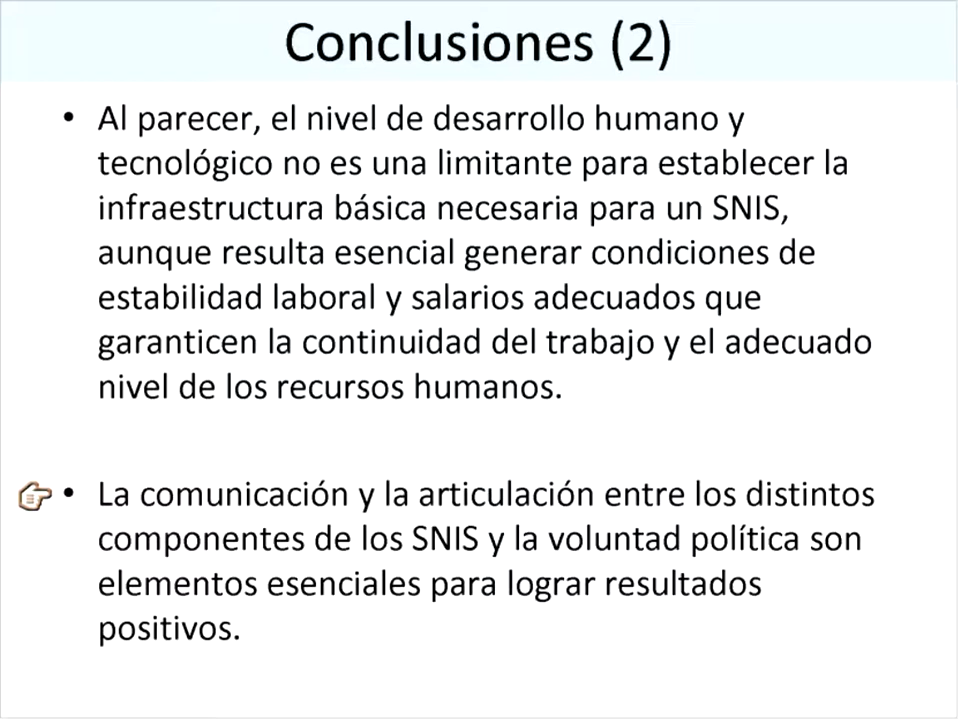 Conclusiones (2)
• Al parecer, el nivel de desarrollo humano y
tecnológico no es una limitante para establecer la
infraestructura básica necesaria para un SNIS,
aunque resulta esencial generar condiciones de
estabilidad laboral y salarios adecuados que
garanticen la continuidad del trabajo y el adecuado
nivel de los recursos humanos.
• La comunicación y la articulación entre los distintos
componentes de los SNIS y la voluntad política son
elementos esenciales para lograr resultados
positivos.